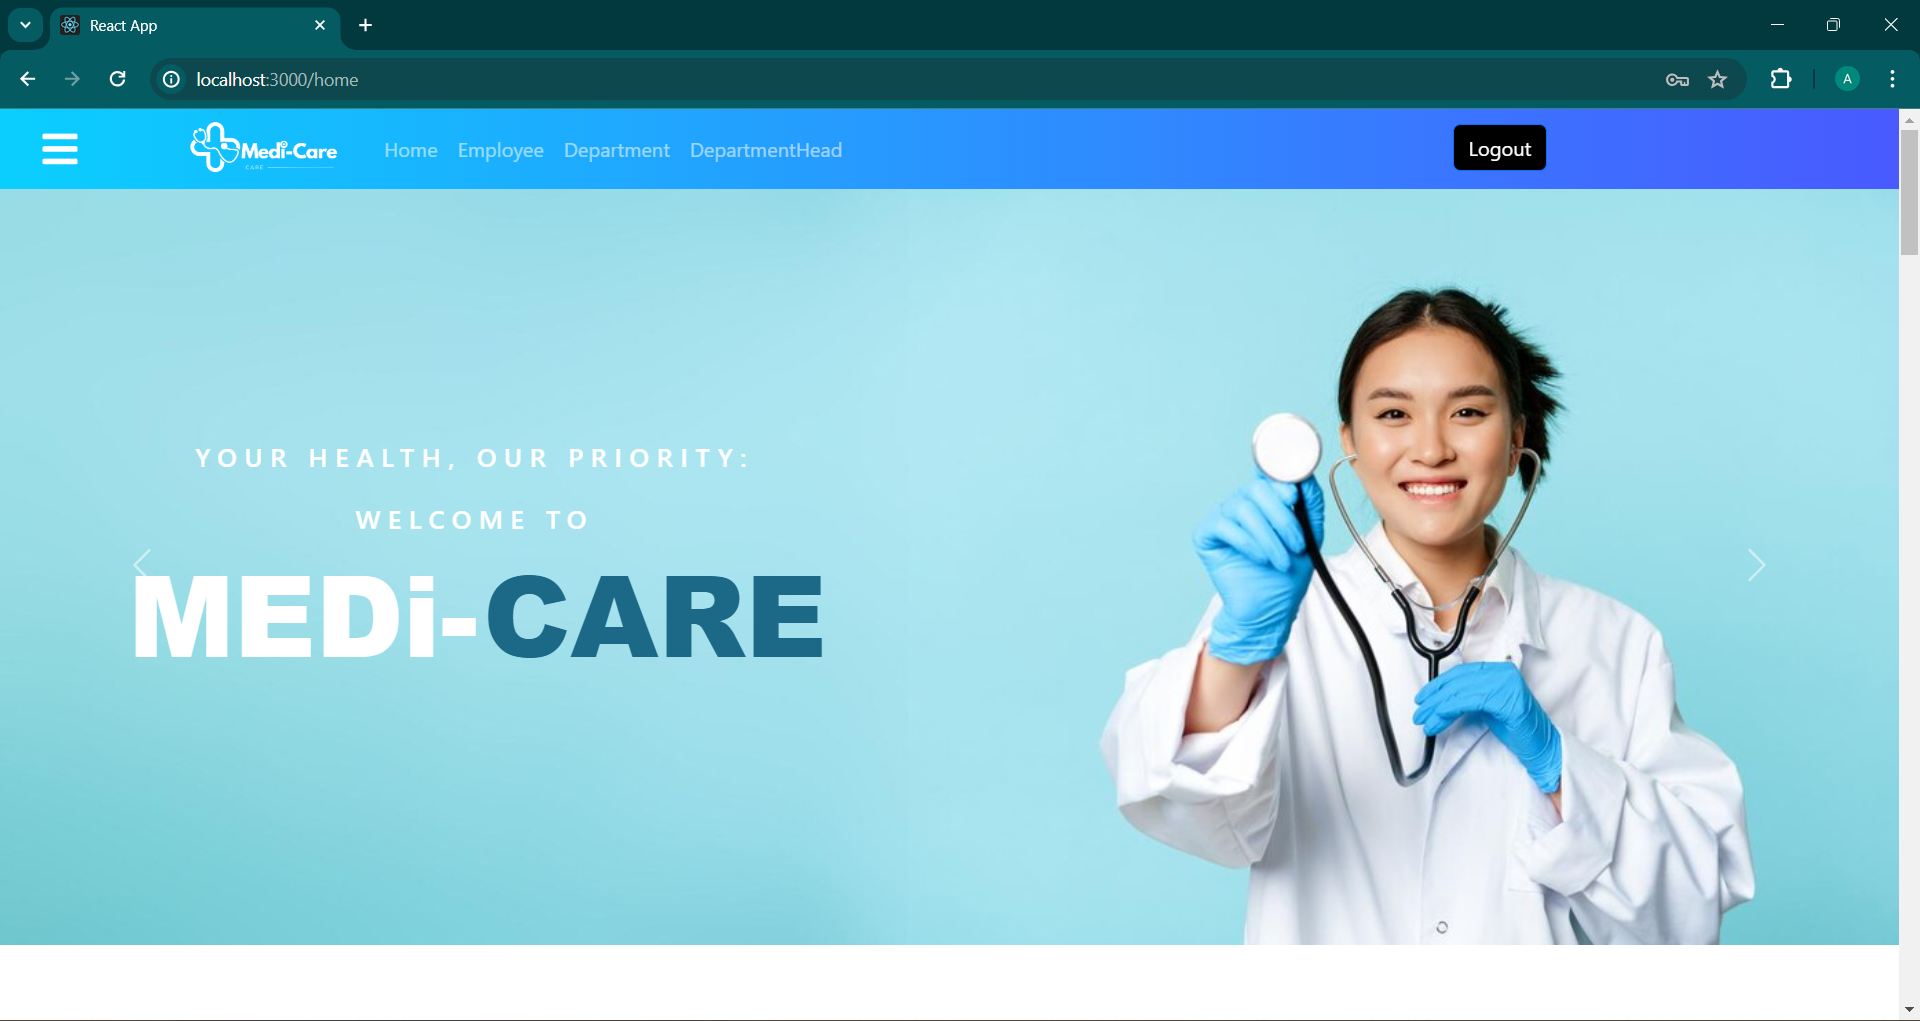 React App
localhost:3000/home
A
Medi-Care
CARE
Home Employee Department DepartmentHead
Logout
YOUR HEALTH, OUR PRIORITY:
WELCOME TO
MEDi-CARE